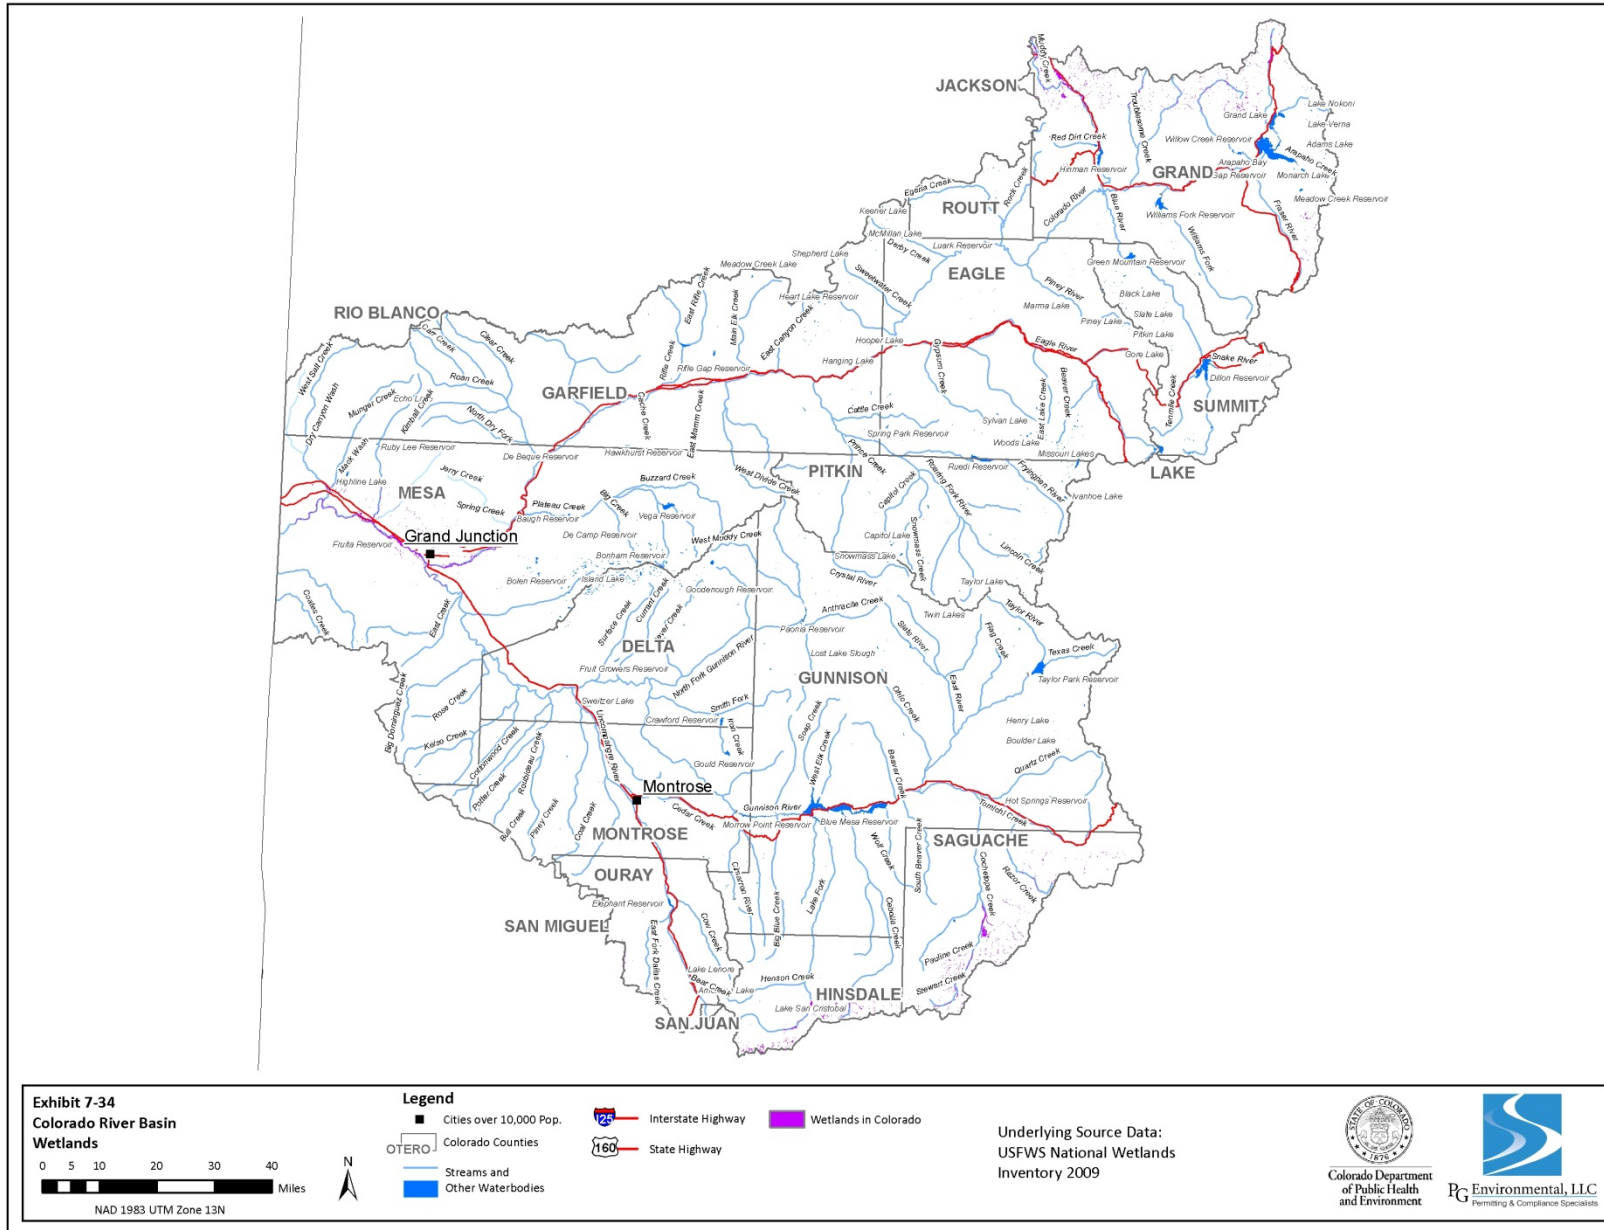 JACKSON
Muddy Creek
Troublesome Creek
Lake Nokoni
Grand Lake
Lake Verna
Red Dirt Creek
Willow Creek Reservoir
Adams Lake
Arapaho Creek
Arapaho Bay
Hinman Reservoir
GRAND
Gap Reservoir
Monarch Lake
Egeria Creek
Rock Creek
Meadow Creek Reservoir
Keener Lake
ROUTT
Colorado River
Blue River
Williams Fork Reservoir
Fraser River
McMillan Lake
Derby Creek
Luark Reservoir
Williams Fork
Shepherd Lake
Meadow Creek Lake
Sweetwater Creek
EAGLE
Green Mountain Reservoir
Piney River
Black Lake
Heart Lake Reservoir
Marma Lake
Slate Lake
Piney Lake
Pitkin Lake
RIO BLANCO
Carr Creek
Clear Creek
East Rifle Creek
Main Elk Creek
East Canyon Creek
Hooper Lake
Eagle River
Gore Lake
Snake River
West Salt Creek
Rifle Creek
Rifle Gap Reservoir
Hanging Lake
Gypsum Creek
Dillon Reservoir
Roan Creek
GARFIELD
Beaver Creek
East Lake Creek
Tenmile Creek
SUMMIT
Dry Canyon Wash
Munger Creek
Echo Lake
Kimball Creek
North Dry Fork
Cache Creek
East Mamm Creek
Cattle Creek
Sylvan Lake
Spring Park Reservoir
Woods Lake
Mack Wash
Ruby Lee Reservoir
De Beque Reservoir
Hawkhurst Reservoir
Prince Creek
Missouri Lakes
Highline Lake
MESA
Jerry Creek
West Divide Creek
PITKIN
Roaring Fork River
Ruedi Reservoir
Fryingpan River
LAKE
Buzzard Creek
Capitol Creek
Ivanhoe Lake
Spring Creek
Plateau Creek
Big Creek
Baugh Reservoir
Vega Reservoir
Fruita Reservoir
Grand Junction
De Camp Reservoir
West Muddy Creek
Capitol Lake
Snowmass Creek
Bonham Reservoir
Snowmass Lake
Lincoln Creek
Bolen Reservoir
Island Lake
Goodenough Reservoir
Crystal River
Taylor Lake
Coates Creek
East Creek
Surface Creek
Currant Creek
Anthracite Creek
Twin Lakes
Taylor River
Paonia Reservoir
Slate River
Flag Creek
DELTA
Lost Lake Slough
Texas Creek
Fruit Growers Reservoir
North Fork Gunnison River
GUNNISON
Taylor Park Reservoir
Big Dominguez Creek
Rose Creek
Sweitzer Lake
Smith Fork
Ohio Creek
East River
Crawford Reservoir
Iron Creek
Soap Creek
Henry Lake
Kelso Creek
Cottonwood Creek
Uncompahgre River
West Elk Creek
Boulder Lake
Potter Creek
Roubideau Creek
Gould Reservoir
Beaver Creek
Quartz Creek
Montrose
Bull Creek
Piney Creek
Coal Creek
Cedar Creek
Gunnison River
Morrow Point Reservoir
Blue Mesa Reservoir
Hot Springs Reservoir
Tomichi Creek
MONTROSE
Wolf Creek
South Beaver Creek
SAGUACHE
OURAY
Cimarron River
Big Blue Creek
Lake Fork
Cebolla Creek
Cochetopa Creek
Razor Creek
Elephant Reservoir
SAN MIGUEL
East Fork Dallas Creek
Cow Creek
Pauline Creek
Lake Lenore
Bear Creek
Lake
Henson Creek
Stewart Creek
HINSDALE
Lake San Cristobal
SAN JUAN
Exhibit 7-34
Colorado River Basin
Wetlands
0 5 10 20 30 40
Miles
NAD 1983 UTM Zone 13N
N
Legend
Cities over 10,000 Pop.
OTERO Colorado Counties
Streams and
Other Waterbodies
125 Interstate Highway
160 State Highway
Wetlands in Colorado
Underlying Source Data:
USFWS National Wetlands
Inventory 2009
STATE OF COLORADO
1876
Colorado Department
of Public Health
and Environment
PG Environmental, LLC
Permitting & Compliance Specialists